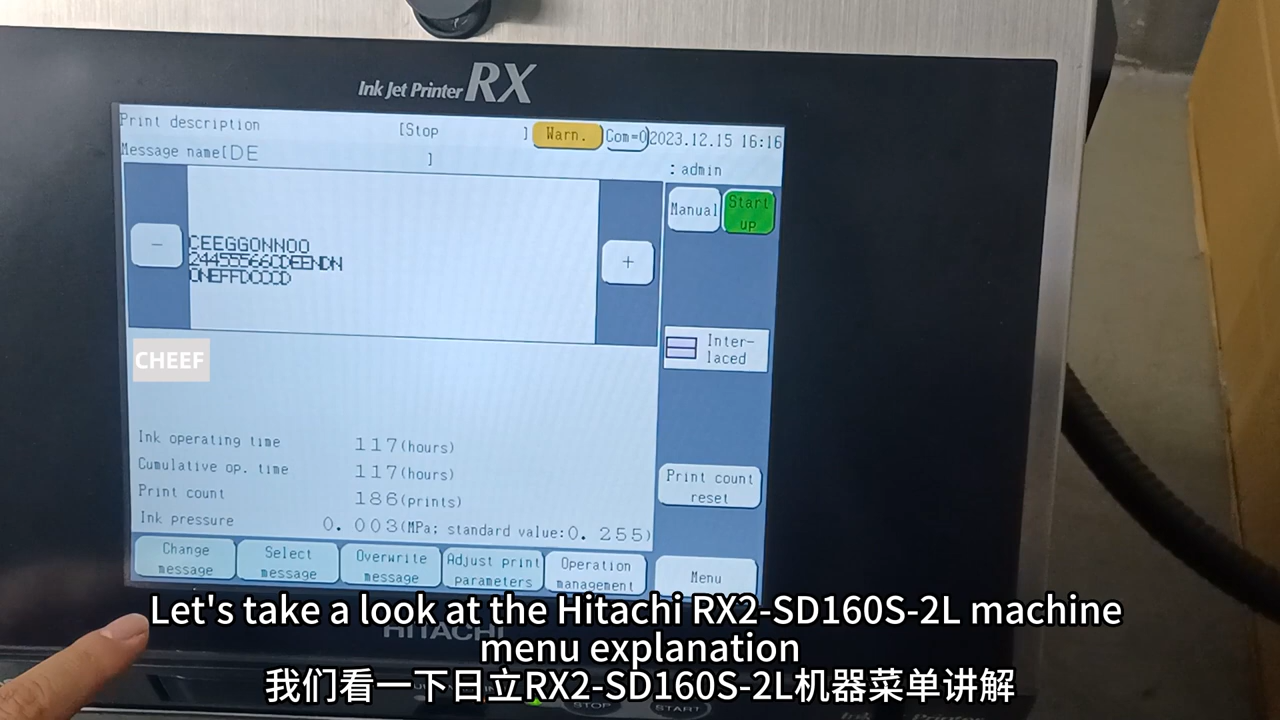 Ink Jet Printer RX
Print description [Stop ] Warn. Com=0 2023.12.15 16:16
Message name[DE ]
: admin
Manual
Start up
−
CEEGGONNOO
24455566CDEENDN
ONEFFDCCCD
+
Inter-
laced
CHEEF
Ink operating time 117(hours)
Cumulative op. time 117(hours)
Print count 186(prints)
Ink pressure 0. 003(MPa; standard value:0. 255)
Print count
reset
Change
message
Select
message
Overwrite
message
Adjust print
parameters
Operation
management
Menu
Let's take a look at the Hitachi RX2-SD160S-2L machine
HITACHI
menu explanation
我们看一下日立RX2-SD160S-2L机器菜单讲解
STOP
START